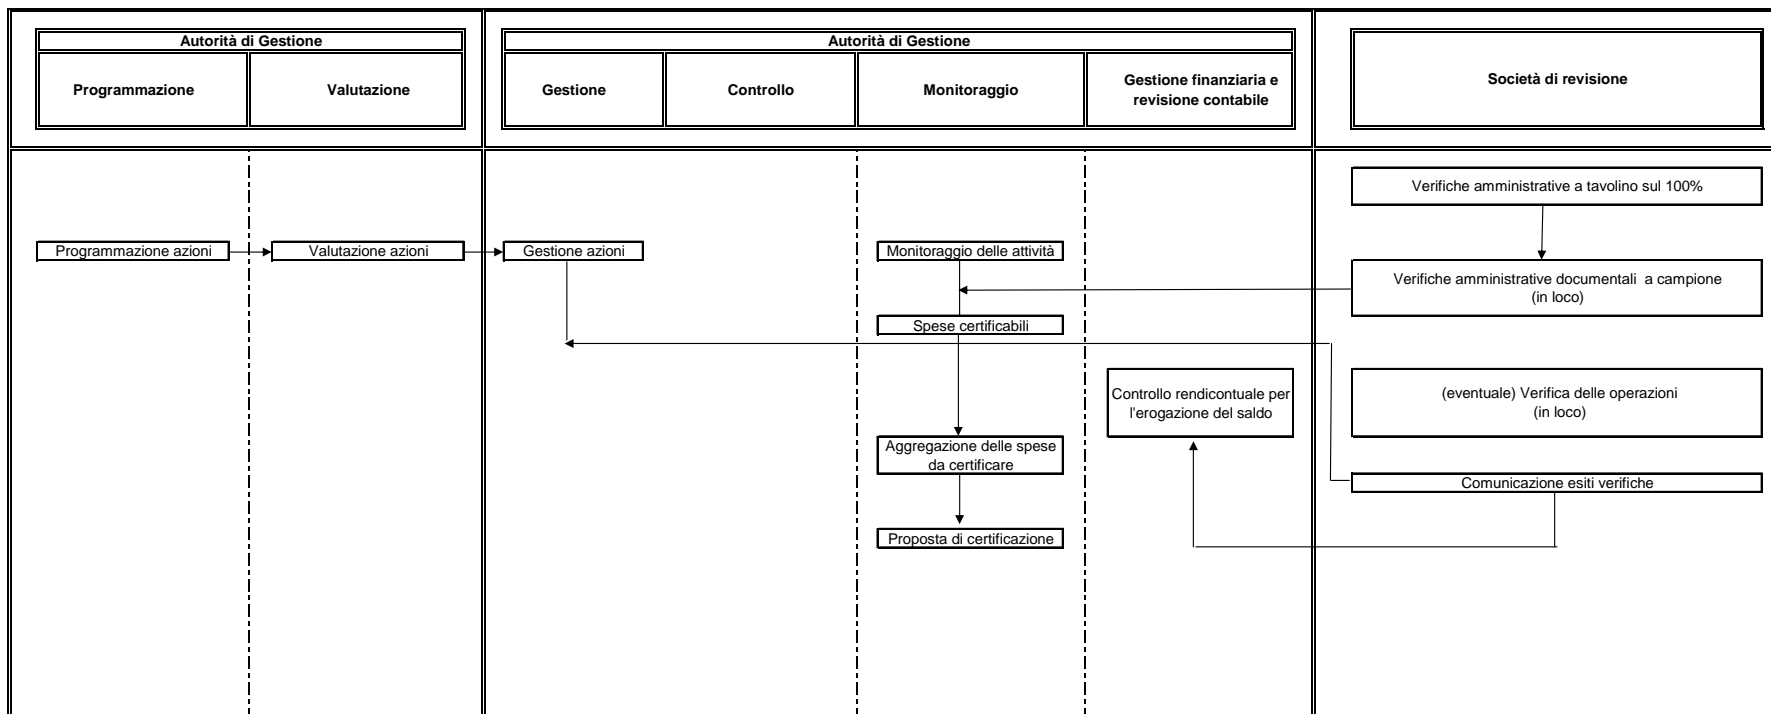 Autorità di Gestione
Autorità di Gestione
Programmazione
Valutazione
Gestione
Controllo
Monitoraggio
Gestione finanziaria e
revisione contabile
Società di revisione
Verifiche amministrative a tavolino sul 100%
Programmazione azioni
Valutazione azioni
Gestione azioni
Monitoraggio delle attività
Verifiche amministrative documentali a campione
(in loco)
Spese certificabili
Controllo rendicontuale per
l'erogazione del saldo
(eventuale) Verifica delle operazioni
(in loco)
Aggregazione delle spese
da certificare
Comunicazione esiti verifiche
Proposta di certificazione